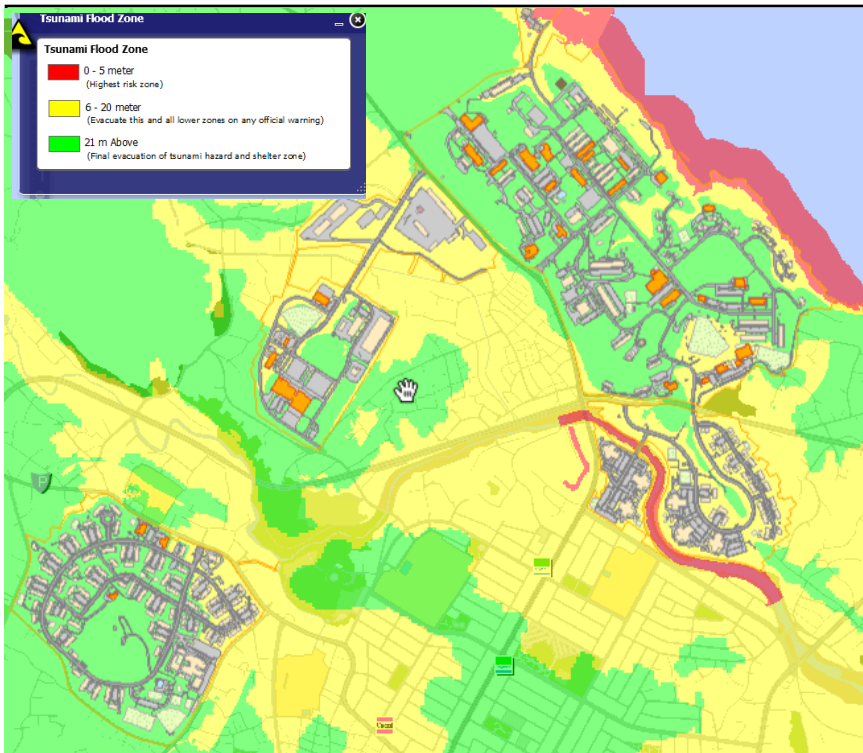 Tsunami Flood Zone
Tsunami Flood Zone
0 - 5 meter
(Highest risk zone)
6 - 20 meter
(Evacuate this and all lower zones on any official warning)
21 m Above
(Final evacuation of tsunami hazard and shelter zone)
P